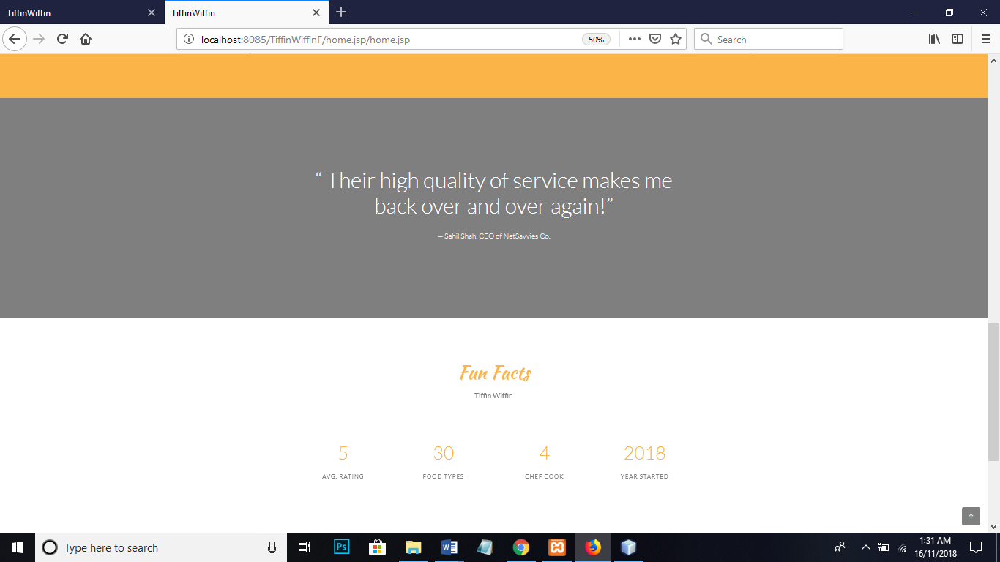 TiffinWiffin
TiffinWiffin
localhost:8085/TiffinWiffinF/home.jsp/home.jsp
50%
Search
“ Their high quality of service makes me
back over and over again!”
— Sahil Shah, CEO of NetSavvies Co.
Fun Facts
Tiffin Wiffin
5 30 4 2018
AVG. RATING FOOD TYPES CHEF COOK YEAR STARTED
Type here to search
Ps
W
1:31 AM
16/11/2018